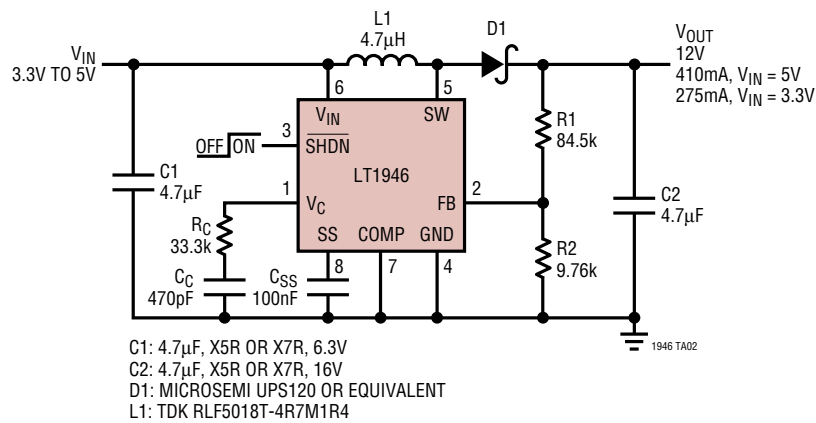 L1
4.7µH
D1
VIN
3.3V TO 5V
VOUT
12V
410mA, VIN = 5V
275mA, VIN = 3.3V
6
5
VIN
SW
OFF ON
3
SHDN
R1
84.5k
LT1946
C1
4.7µF
1
VC
FB
2
C2
4.7µF
RC
33.3k
SS
COMP
GND
R2
9.76k
CC
470pF
CSS
100nF
8
7
4
1946 TA02
C1: 4.7µF, X5R OR X7R, 6.3V
C2: 4.7µF, X5R OR X7R, 16V
D1: MICROSEMI UPS120 OR EQUIVALENT
L1: TDK RLF5018T-4R7M1R4